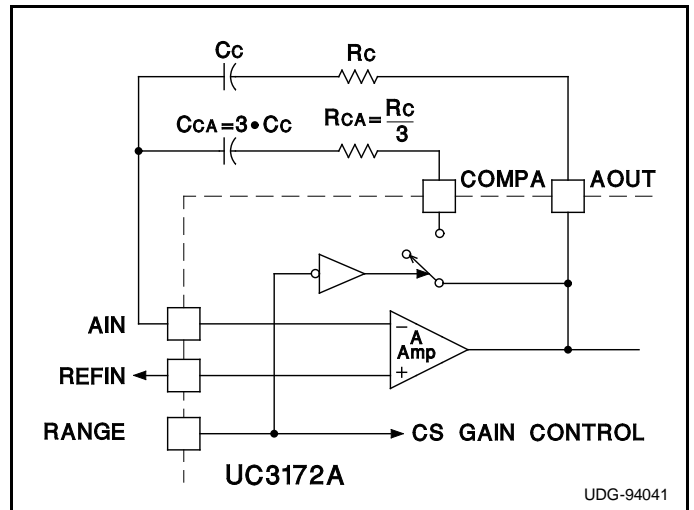 Cc
Rc
CcA=3•Cc
RcA=Rc/3
COMPA
AOUT
AIN
−
A
Amp
REFIN
+
RANGE
CS GAIN CONTROL
UC3172A
UDG-94041